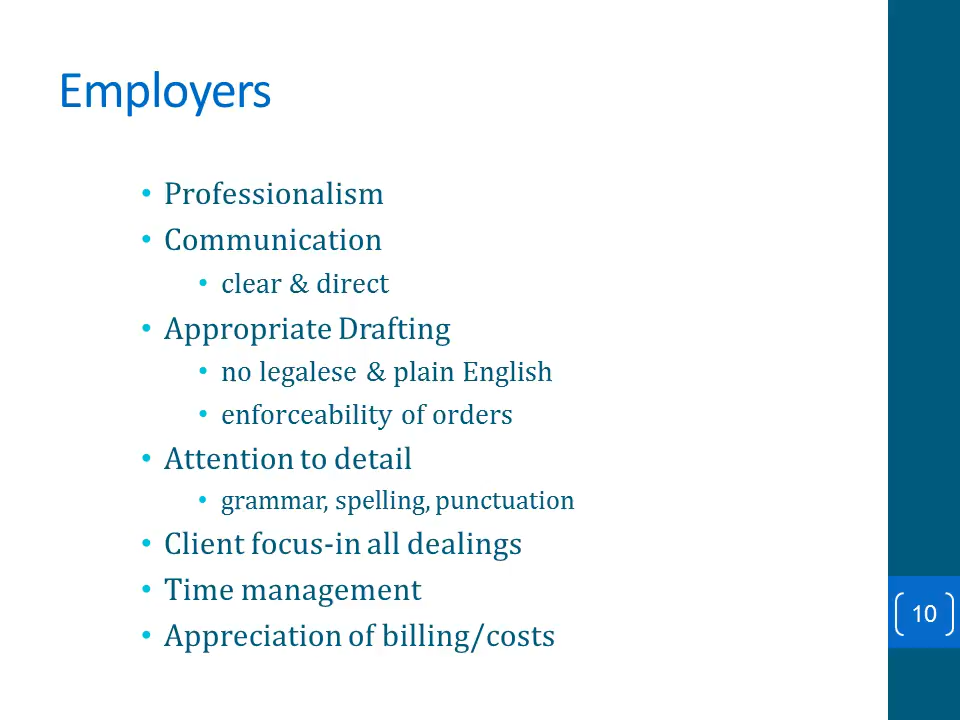 Employers
• Professionalism
• Communication
• clear & direct
• Appropriate Drafting
• no legalese & plain English
• enforceability of orders
• Attention to detail
• grammar, spelling, punctuation
• Client focus-in all dealings
• Time management
• Appreciation of billing/costs
10